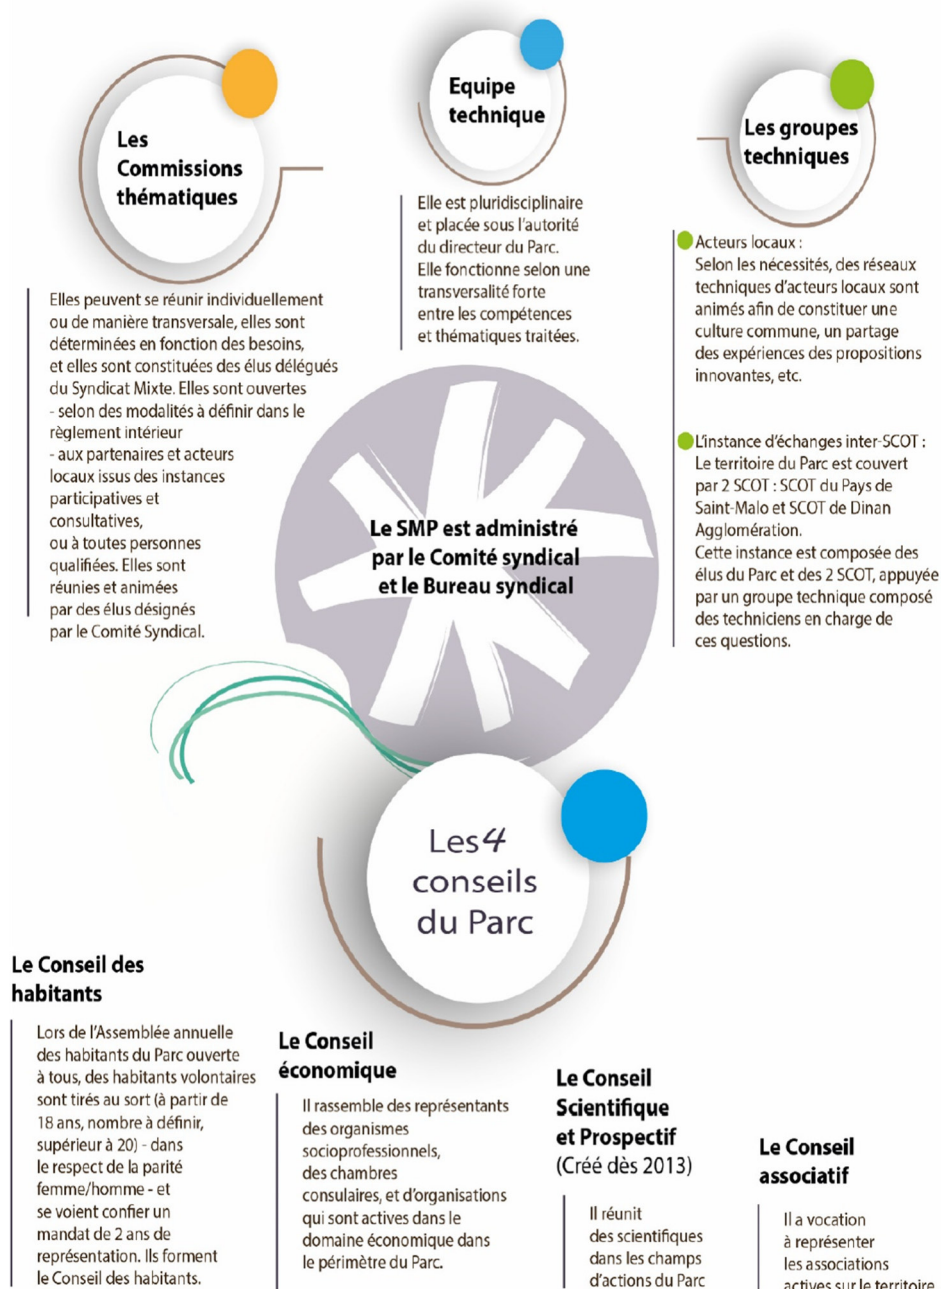 Les
Commissions
thématiques
Elles peuvent se réunir individuellement
ou de manière transversale, elles sont
déterminées en fonction des besoins,
et elles sont constituées des élus délégués
du Syndicat Mixte. Elles sont ouvertes
- selon des modalités à définir dans le
règlement intérieur
- aux partenaires et acteurs
locaux issus des instances
participatives et
consultatives,
ou à toutes personnes
qualifiées. Elles sont
réunies et animées
par des élus désignés
par le Comité Syndical.
Equipe
technique
Elle est pluridisciplinaire
et placée sous l'autorité
du directeur du Parc.
Elle fonctionne selon une
transversalité forte
entre les compétences
et thématiques traitées.
Les groupes
techniques
Acteurs locaux :
Selon les nécessités, des réseaux
techniques d'acteurs locaux sont
animés afin de constituer une
culture commune, un partage
des expériences des propositions
innovantes, etc.
L'instance d'échanges inter-SCOT :
Le territoire du Parc est couvert
par 2 SCOT : SCOT du Pays de
Saint-Malo et SCOT de Dinan
Agglomération.
Cette instance est composée des
élus du Parc et des 2 SCOT, appuyée
par un groupe technique composé
des techniciens en charge de
ces questions.
Le SMP est administré
par le Comité syndical
et le Bureau syndical
Les 4
conseils
du Parc
Le Conseil des
habitants
Lors de l'Assemblée annuelle
des habitants du Parc ouverte
à tous, des habitants volontaires
sont tirés au sort (à partir de
18 ans, nombre à définir,
supérieur à 20) - dans
le respect de la parité
femme/homme - et
se voient confier un
mandat de 2 ans de
représentation. Ils forment
le Conseil des habitants.
Le Conseil
économique
Il rassemble des représentants
des organismes
socioprofessionnels,
des chambres
consulaires, et d'organisations
qui sont actives dans le
domaine économique dans
le périmètre du Parc.
Le Conseil
Scientifique
et Prospectif
(Créé dès 2013)
Il réunit
des scientifiques
dans les champs
d'actions du Parc
Le Conseil
associatif
Il a vocation
à représenter
les associations
actives sur le territoire